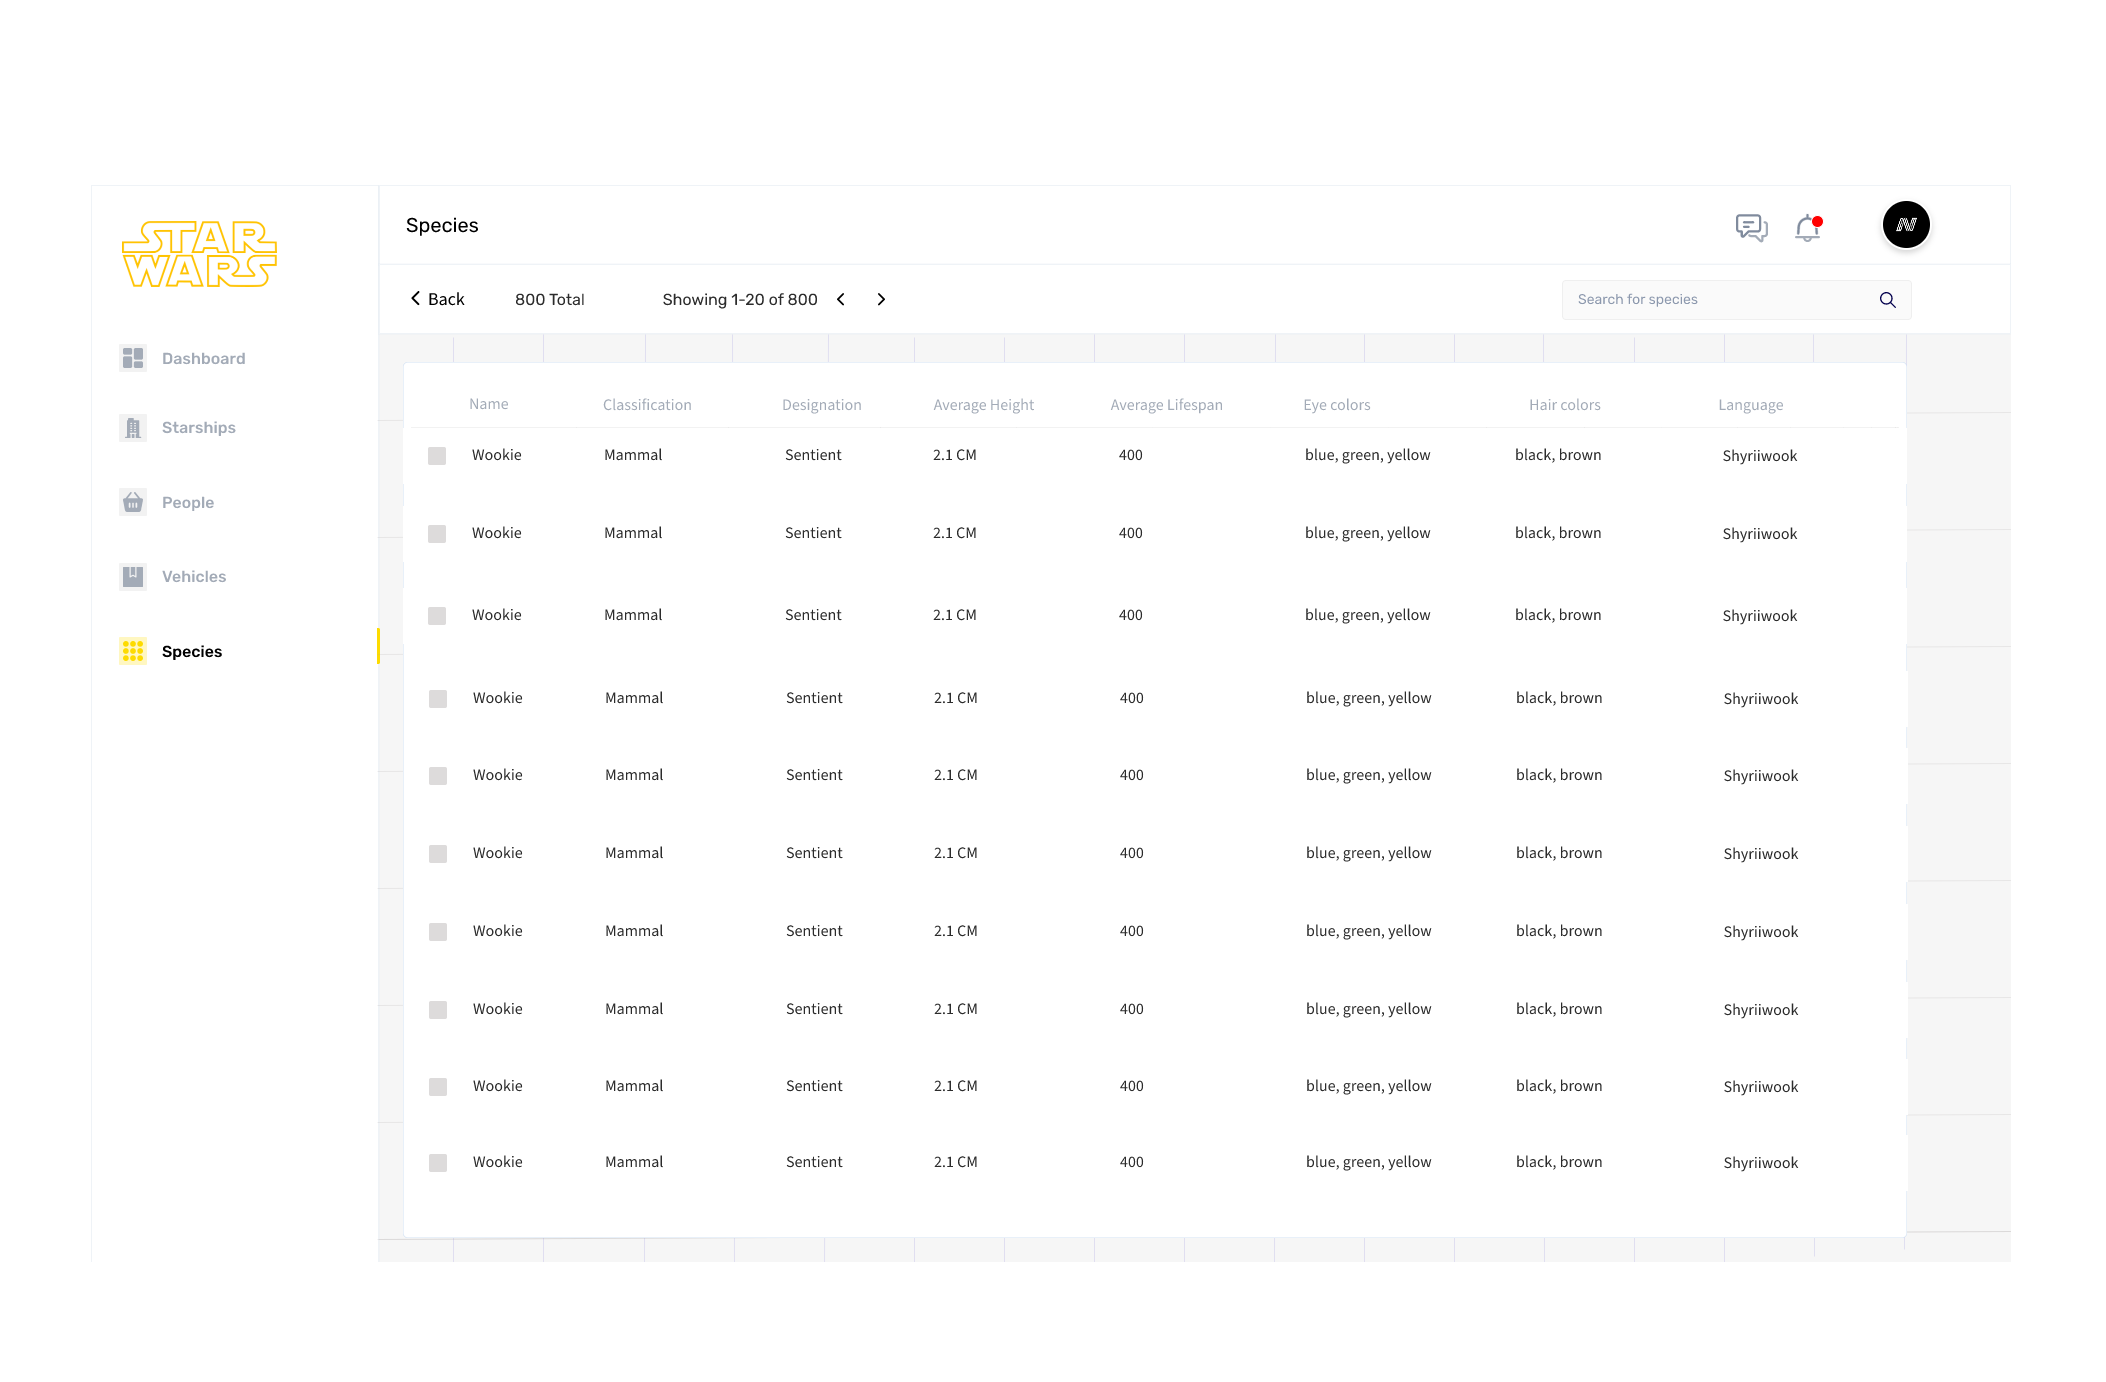 STAR
WARS
Species
Back 800 Total Showing 1-20 of 800 Search for species
Dashboard
Starships
People
Vehicles
Species
Name Classification Designation Average Height Average Lifespan Eye colors Hair colors Language
Wookie Mammal Sentient 2.1 CM 400 blue, green, yellow black, brown Shyriiwook
Wookie Mammal Sentient 2.1 CM 400 blue, green, yellow black, brown Shyriiwook
Wookie Mammal Sentient 2.1 CM 400 blue, green, yellow black, brown Shyriiwook
Wookie Mammal Sentient 2.1 CM 400 blue, green, yellow black, brown Shyriiwook
Wookie Mammal Sentient 2.1 CM 400 blue, green, yellow black, brown Shyriiwook
Wookie Mammal Sentient 2.1 CM 400 blue, green, yellow black, brown Shyriiwook
Wookie Mammal Sentient 2.1 CM 400 blue, green, yellow black, brown Shyriiwook
Wookie Mammal Sentient 2.1 CM 400 blue, green, yellow black, brown Shyriiwook
Wookie Mammal Sentient 2.1 CM 400 blue, green, yellow black, brown Shyriiwook
Wookie Mammal Sentient 2.1 CM 400 blue, green, yellow black, brown Shyriiwook